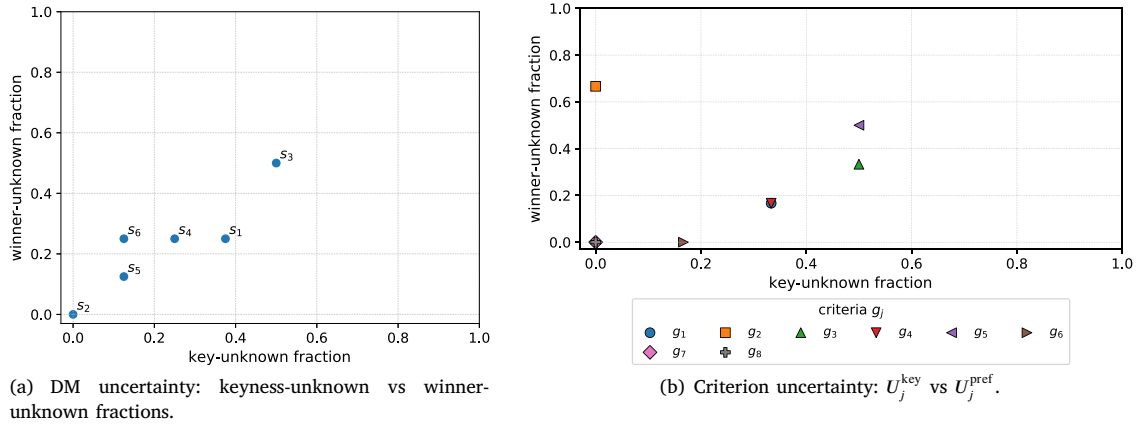 1.0
0.8
0.6
0.4
0.2
0.0
winner-unknown fraction
s3
s6
s4
s1
s5
s2
0.0 0.2 0.4 0.6 0.8 1.0
key-unknown fraction
(a) DM uncertainty: keyness-unknown vs winner-
unknown fractions.
1.0
0.8
0.6
0.4
0.2
0.0
winner-unknown fraction
0.0 0.2 0.4 0.6 0.8 1.0
key-unknown fraction
criteria gj
g1 g2 g3 g4 g5 g6
g7 g8
(b) Criterion uncertainty: U_j^key vs U_j^pref.